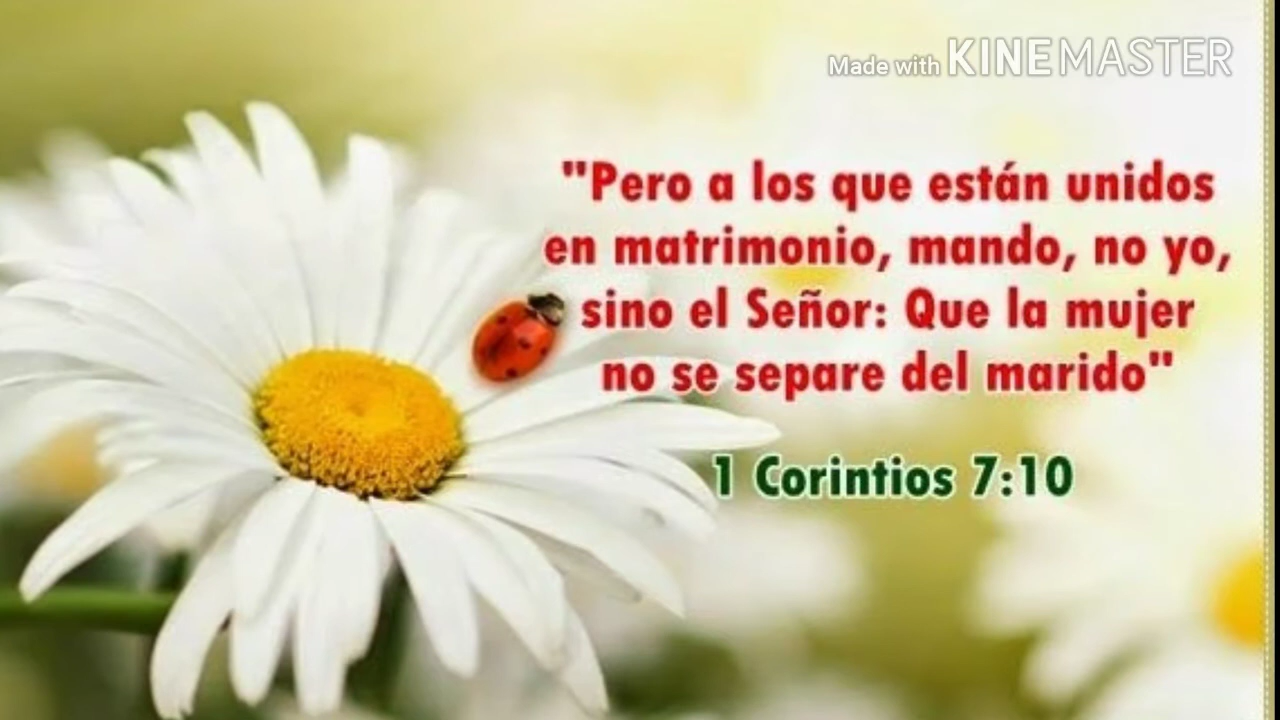 Made with KINEMASTER
"Pero a los que están unidos
en matrimonio, mando, no yo,
sino el Señor: Que la mujer
no se separe del marido"
1 Corintios 7:10